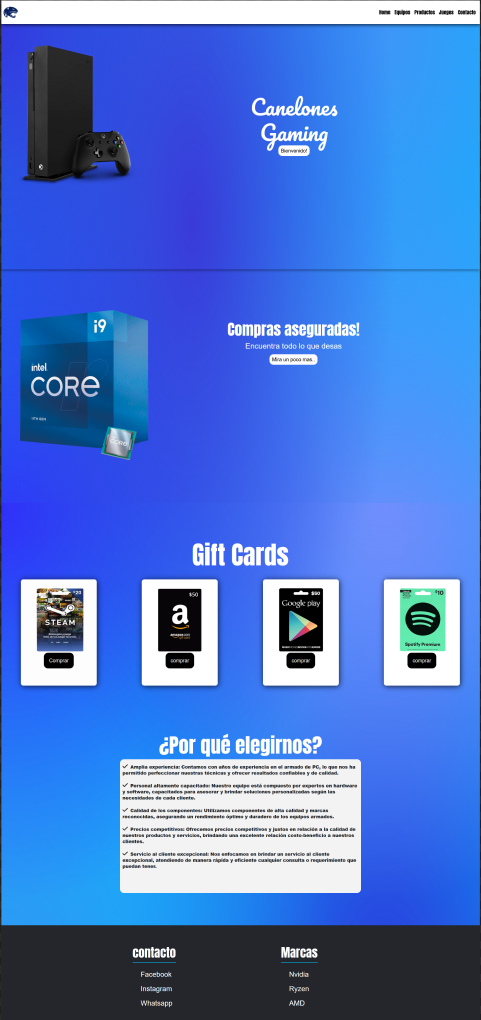 Home Equipos Productos Juegos Contacto
Canelones
Gaming
Bienvenido!
i9
intel
CORE
Compras aseguradas!
Encuentra todo lo que desas
Mira un poco mas..
Gift Cards
$20
STEAM
Comprar
$50
a
amazon.com
comprar
$50
Google play
comprar
$10
Spotify Premium
comprar
¿Por qué elegirnos?
Amplia experiencia: Contamos con años de experiencia en el armado de PC, lo que nos ha
permitido perfeccionar nuestras técnicas y ofrecer resultados confiables y de calidad.
Personal altamente capacitado: Nuestro equipo está compuesto por expertos en hardware
y software, capacitados para asesorar y brindar soluciones personalizadas según las
necesidades de cada cliente.
Calidad de los componentes: Utilizamos componentes de alta calidad y marcas
reconocidas, asegurando un rendimiento óptimo y duradero de los equipos armados.
Precios competitivos: Ofrecemos precios competitivos y justos en relación a la calidad de
nuestros productos y servicios, brindando una excelente relación costo-beneficio a nuestros
clientes.
Servicio al cliente excepcional: Nos enfocamos en brindar un servicio al cliente
excepcional, atendiendo de manera rápida y eficiente cualquier consulta o requerimiento que
puedan tener.
contacto
Facebook
Instagram
Whatsapp
Marcas
Nvidia
Ryzen
AMD